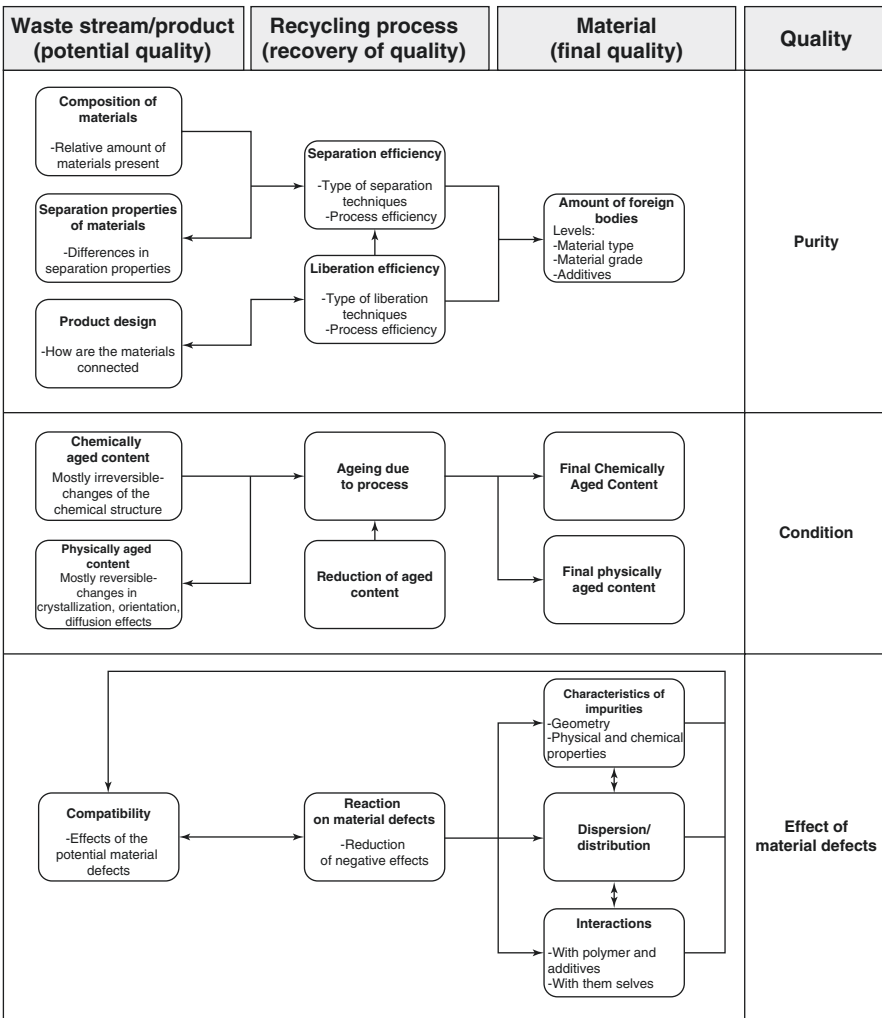 Waste stream/product
(potential quality)
Recycling process
(recovery of quality)
Material
(final quality)
Quality
Composition of
materials
-Relative amount of
materials present
Separation properties
of materials
-Differences in
separation properties
Product design
-How are the materials
connected
Separation efficiency
-Type of separation
techniques
- Process efficiency
Liberation efficiency
-Type of liberation
techniques
- Process efficiency
Amount of foreign
bodies
Levels:
-Material type
-Material grade
-Additives
Purity
Chemically
aged content
Mostly irreversible-
changes of the
chemical structure
Physically aged
content
Mostly reversible-
changes in
crystallization, orientation,
diffusion effects
Ageing due
to process
Reduction of aged
content
Final Chemically
Aged Content
Final physically
aged content
Condition
Compatibility
-Effects of the
potential material
defects
Reaction
on material defects
-Reduction
of negative effects
Characteristics of
impurities
-Geometry
-Physical and chemical
properties
Dispersion/
distribution
Interactions
-With polymer and
additives
-With them selves
Effect of
material defects